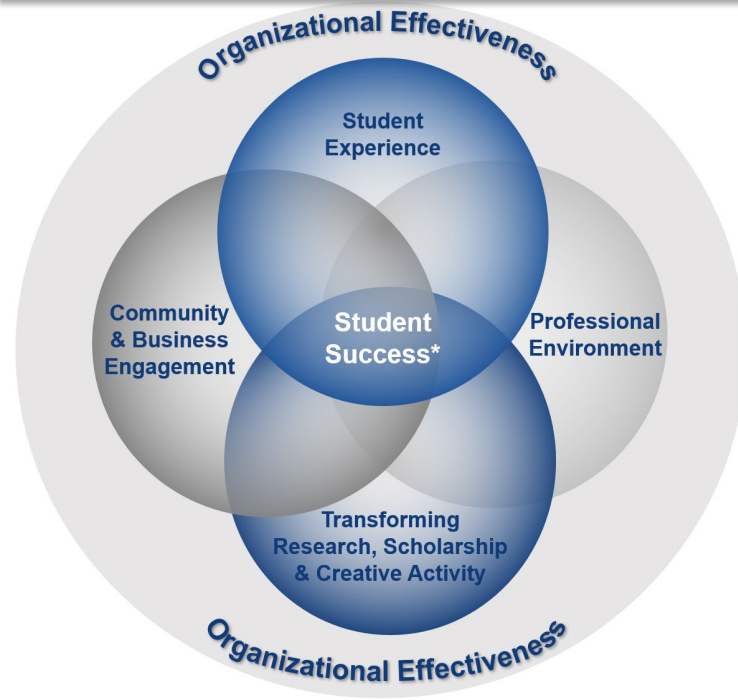 Organizational Effectiveness
Student
Experience
Community
& Business
Engagement
Student
Success*
Professional
Environment
Transforming
Research, Scholarship
& Creative Activity
Organizational Effectiveness